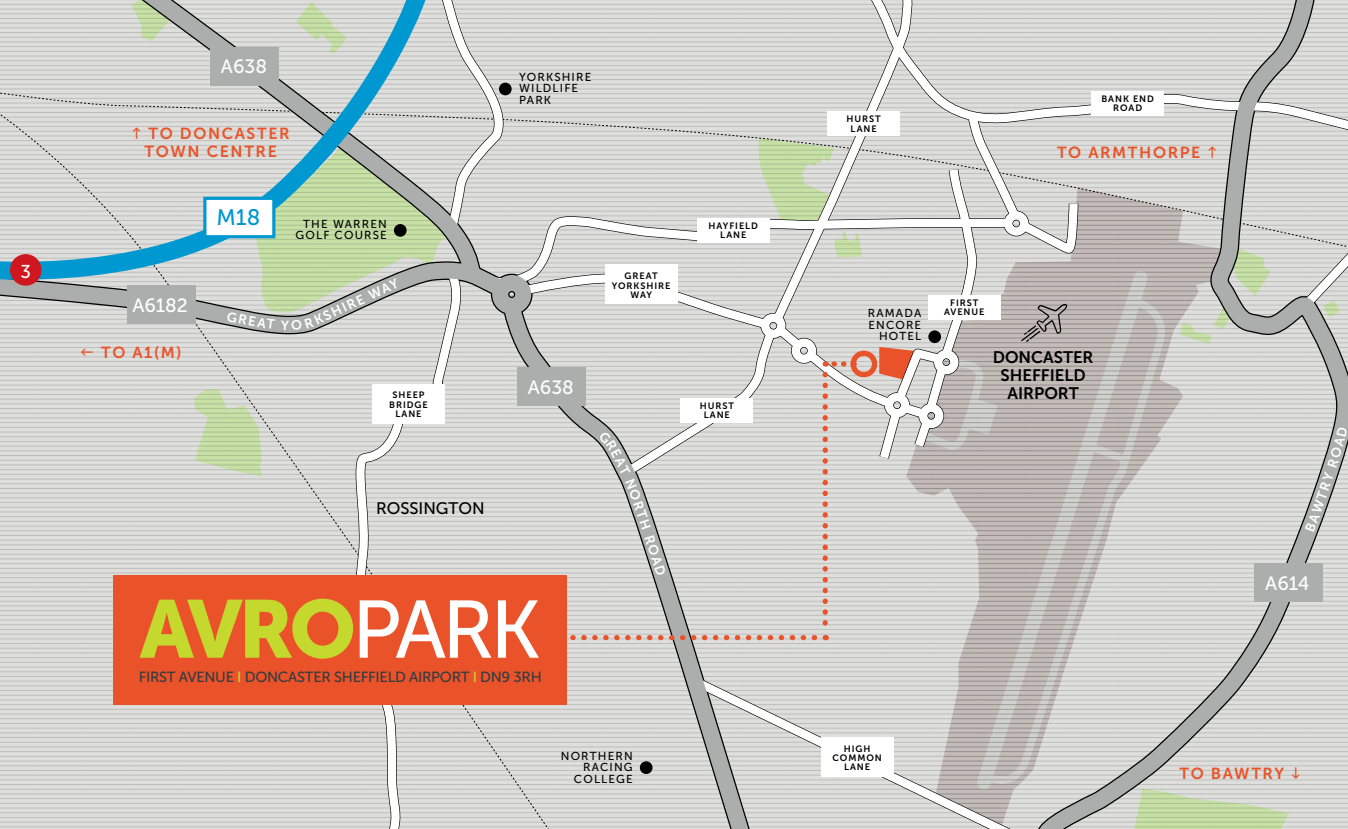 A638
YORKSHIRE
WILDLIFE
PARK
BANK END
ROAD
HURST
LANE
↑ TO DONCASTER
TOWN CENTRE
TO ARMTHORPE ↑
M18
THE WARREN
GOLF COURSE
HAYFIELD
LANE
3
A6182
GREAT YORKSHIRE WAY
GREAT
YORKSHIRE
WAY
FIRST
AVENUE
RAMADA
ENCORE
HOTEL
← TO A1(M)
DONCASTER
SHEFFIELD
AIRPORT
A638
SHEEP
BRIDGE
LANE
HURST
LANE
GREAT NORTH ROAD
BAWTRY ROAD
ROSSINGTON
A614
AVROPARK
FIRST AVENUE | DONCASTER SHEFFIELD AIRPORT | DN9 3RH
NORTHERN
RACING
COLLEGE
HIGH
COMMON
LANE
TO BAWTRY ↓